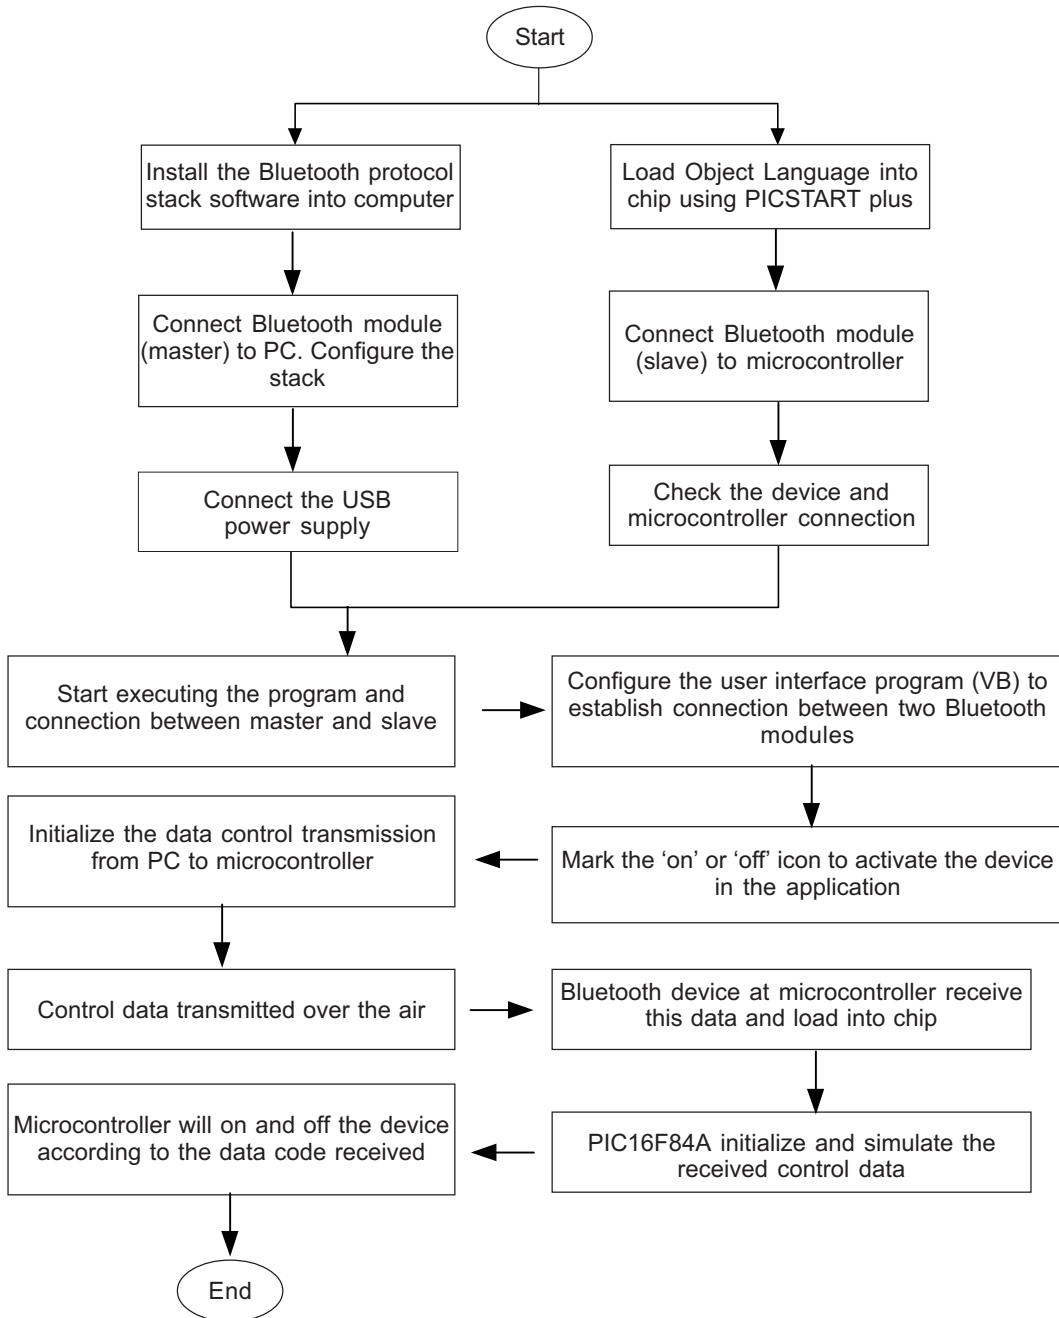 Start
Install the Bluetooth protocol
stack software into computer
Load Object Language into
chip using PICSTART plus
Connect Bluetooth module
(master) to PC. Configure the
stack
Connect Bluetooth module
(slave) to microcontroller
Connect the USB
power supply
Check the device and
microcontroller connection
Start executing the program and
connection between master and slave
Configure the user interface program (VB) to
establish connection between two Bluetooth
modules
Mark the ‘on’ or ‘off’ icon to activate the device
in the application
Initialize the data control transmission
from PC to microcontroller
Control data transmitted over the air
Bluetooth device at microcontroller receive
this data and load into chip
PIC16F84A initialize and simulate the
received control data
Microcontroller will on and off the device
according to the data code received
End